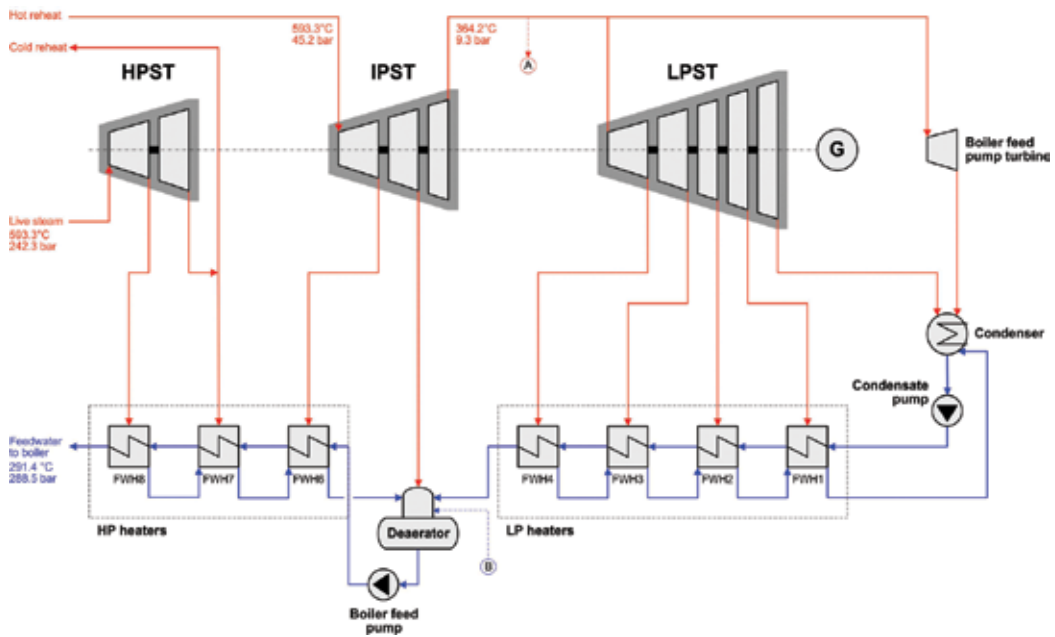 Hot reheat
593.3°C
45.2 bar
364.2°C
9.3 bar
Cold reheat
A
HPST
IPST
LPST
G
Boiler feed
pump turbine
Live steam
593.3°C
242.3 bar
Condenser
Condensate
pump
Feedwater
to boiler
291.4 °C
288.5 bar
FWH8
FWH7
FWH6
FWH4
FWH3
FWH2
FWH1
HP heaters
Deaerator
LP heaters
B
Boiler feed
pump